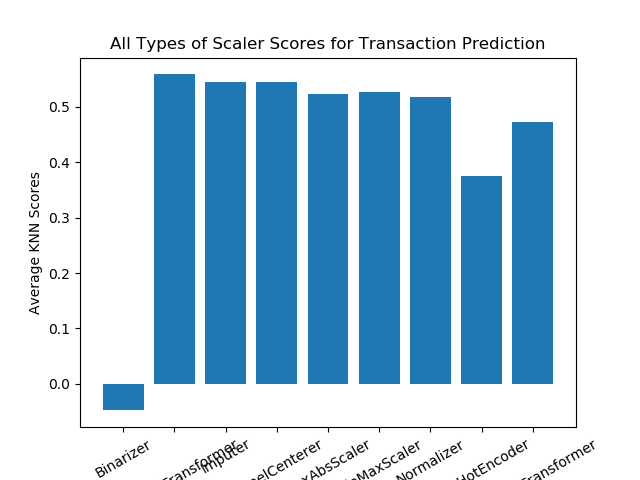 All Types of Scaler Scores for Transaction Prediction
Average KNN Scores
0.5
0.4
0.3
0.2
0.1
0.0
Binarizer
Transformer
Imputer
elCenterer
xAbsScaler
MaxScaler
Normalizer
HotEncoder
Transformer